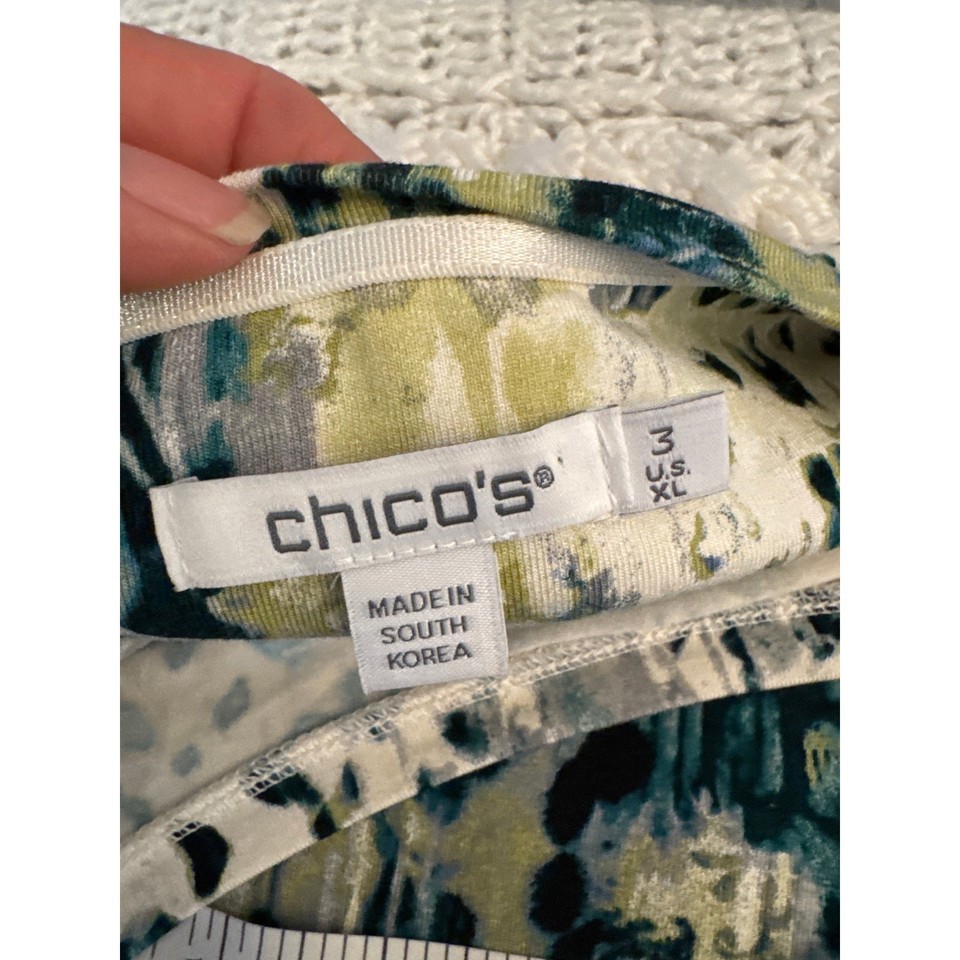 chico's®
3
U.S.
XL
MADE IN
SOUTH
KOREA